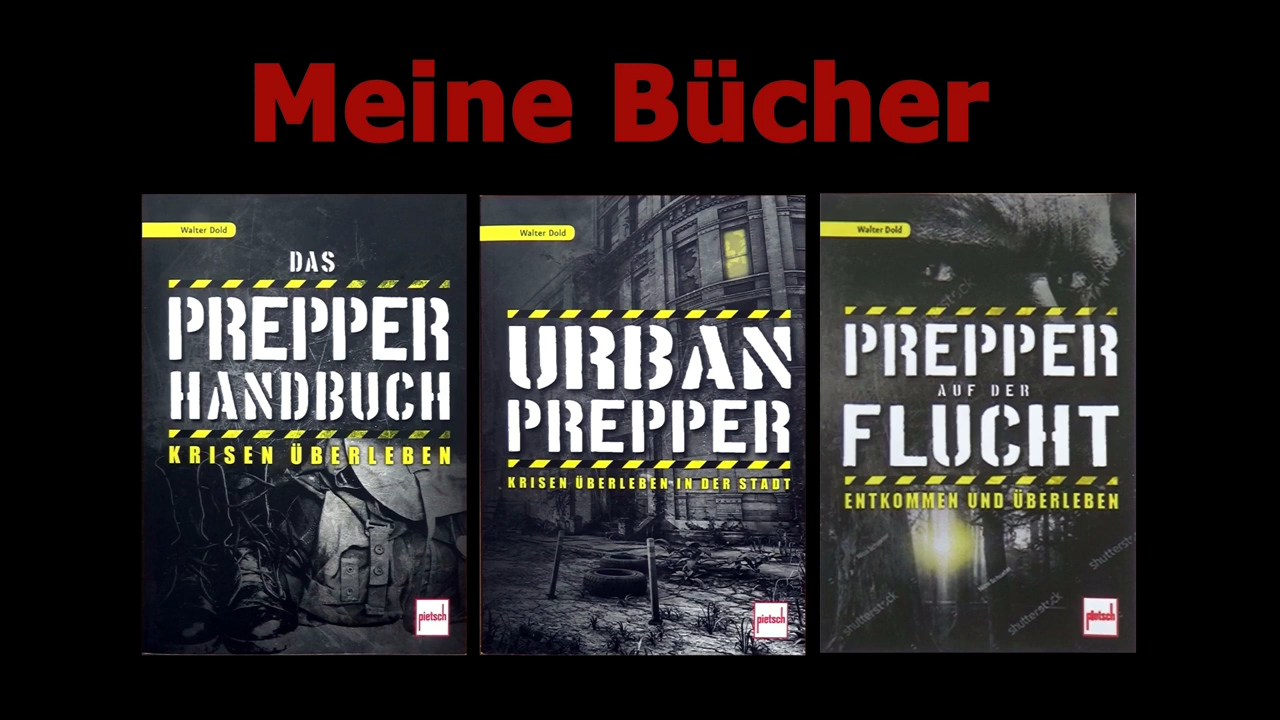 Meine Bücher
Walter Dold
DAS
PREPPER
HANDBUCH
KRISEN ÜBERLEBEN
pietsch
Walter Dold
URBAN
PREPPER
KRISEN ÜBERLEBEN IN DER STADT
pietsch
Walter Dold
PREPPER
AUF DER
FLUCHT
ENTKOMMEN UND ÜBERLEBEN
shutterstock
shutterstock
pietsch